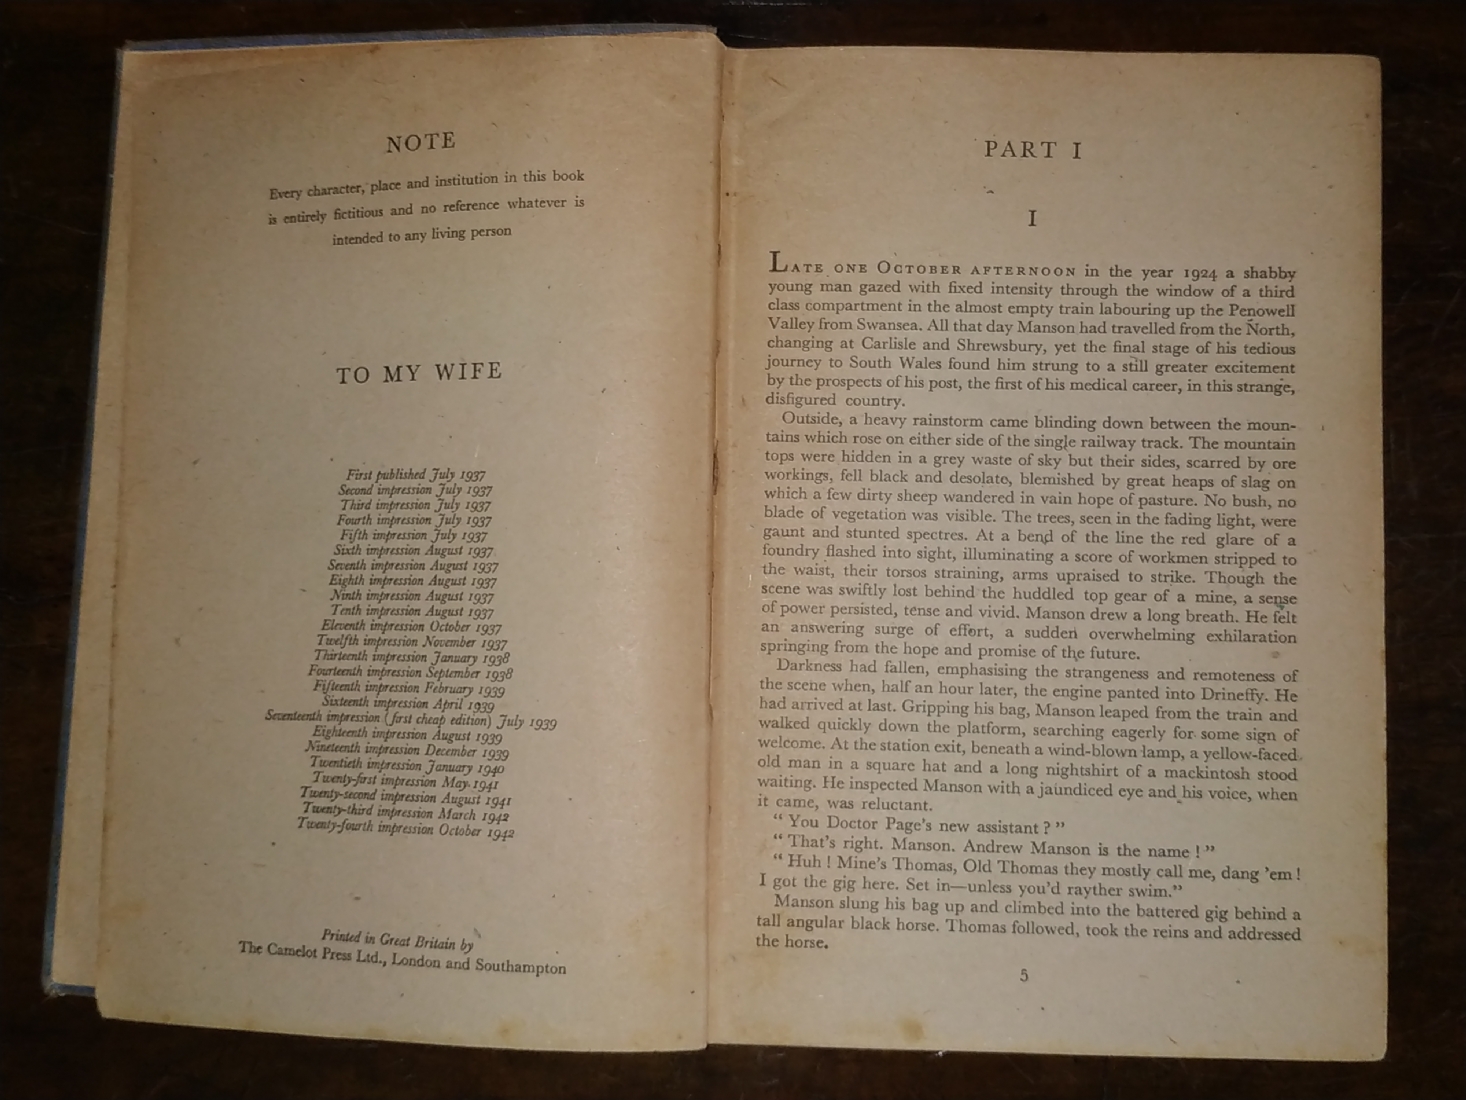 NOTE
Every character, place and institution in this book
is entirely fictitious and no reference whatever is
intended to any living person
TO MY WIFE
First published July 1937
Second impression July 1937
Third impression July 1937
Fourth impression July 1937
Fifth impression July 1937
Sixth impression August 1937
Seventh impression August 1937
Eighth impression August 1937
Ninth impression August 1937
Tenth impression August 1937
Eleventh impression October 1937
Twelfth impression November 1937
Thirteenth impression January 1938
Fourteenth impression September 1938
Fifteenth impression February 1939
Sixteenth impression April 1939
Seventeenth impression (first cheap edition) July 1939
Eighteenth impression August 1939
Nineteenth impression December 1939
Twentieth impression January 1940
Twenty-first impression May 1941
Twenty-second impression August 1941
Twenty-third impression March 1942
Twenty-fourth impression October 1942
Printed in Great Britain by
The Camelot Press Ltd., London and Southampton
PART I
I
LATE ONE OCTOBER AFTERNOON in the year 1924 a shabby
young man gazed with fixed intensity through the window of a third
class compartment in the almost empty train labouring up the Penowell
Valley from Swansea. All that day Manson had travelled from the North,
changing at Carlisle and Shrewsbury, yet the final stage of his tedious
journey to South Wales found him strung to a still greater excitement
by the prospects of his post, the first of his medical career, in this strange,
disfigured country.
Outside, a heavy rainstorm came blinding down between the moun-
tains which rose on either side of the single railway track. The mountain
tops were hidden in a grey waste of sky but their sides, scarred by ore
workings, fell black and desolate, blemished by great heaps of slag on
which a few dirty sheep wandered in vain hope of pasture. No bush, no
blade of vegetation was visible. The trees, seen in the fading light, were
gaunt and stunted spectres. At a bend of the line the red glare of a
foundry flashed into sight, illuminating a score of workmen stripped to
the waist, their torsos straining, arms upraised to strike. Though the
scene was swiftly lost behind the huddled top gear of a mine, a sense
of power persisted, tense and vivid. Manson drew a long breath. He felt
an answering surge of effort, a sudden overwhelming exhilaration
springing from the hope and promise of the future.
Darkness had fallen, emphasising the strangeness and remoteness of
the scene when, half an hour later, the engine panted into Drineffy. He
had arrived at last. Gripping his bag, Manson leaped from the train and
walked quickly down the platform, searching eagerly for some sign of
welcome. At the station exit, beneath a wind-blown lamp, a yellow-faced
old man in a square hat and a long nightshirt of a mackintosh stood
waiting. He inspected Manson with a jaundiced eye and his voice, when
it came, was reluctant.
“ You Doctor Page's new assistant ? ”
“ That's right. Manson. Andrew Manson is the name ! ”
“ Huh ! Mine's Thomas, Old Thomas they mostly call me, dang 'em !
I got the gig here. Set in—unless you'd rayther swim.”
Manson slung his bag up and climbed into the battered gig behind a
tall angular black horse. Thomas followed, took the reins and addressed
the horse.
5